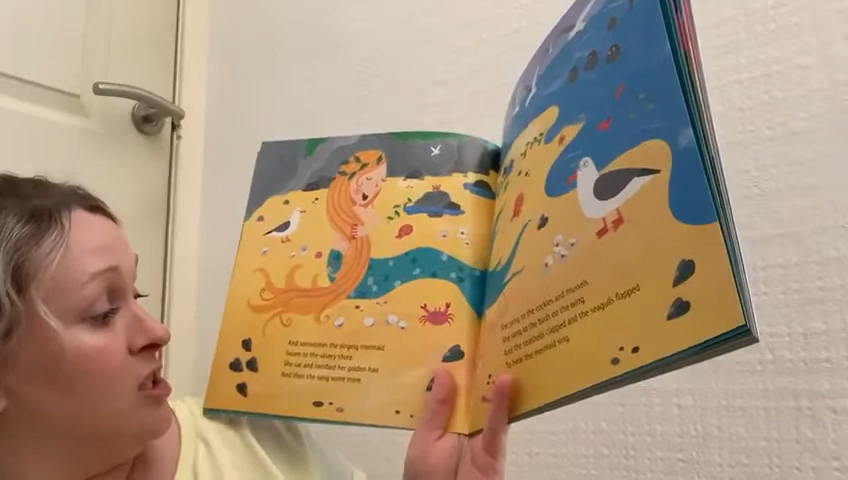 And sometimes the singing mermaid
Swam to the silvery shore.
She sat and combed her golden hair
And then she sang some more.
She sang to the cockles and mussels.
She sang to the birds on the wing.
And the seashells clapped and the seagulls flapped
To hear the mermaid sing.